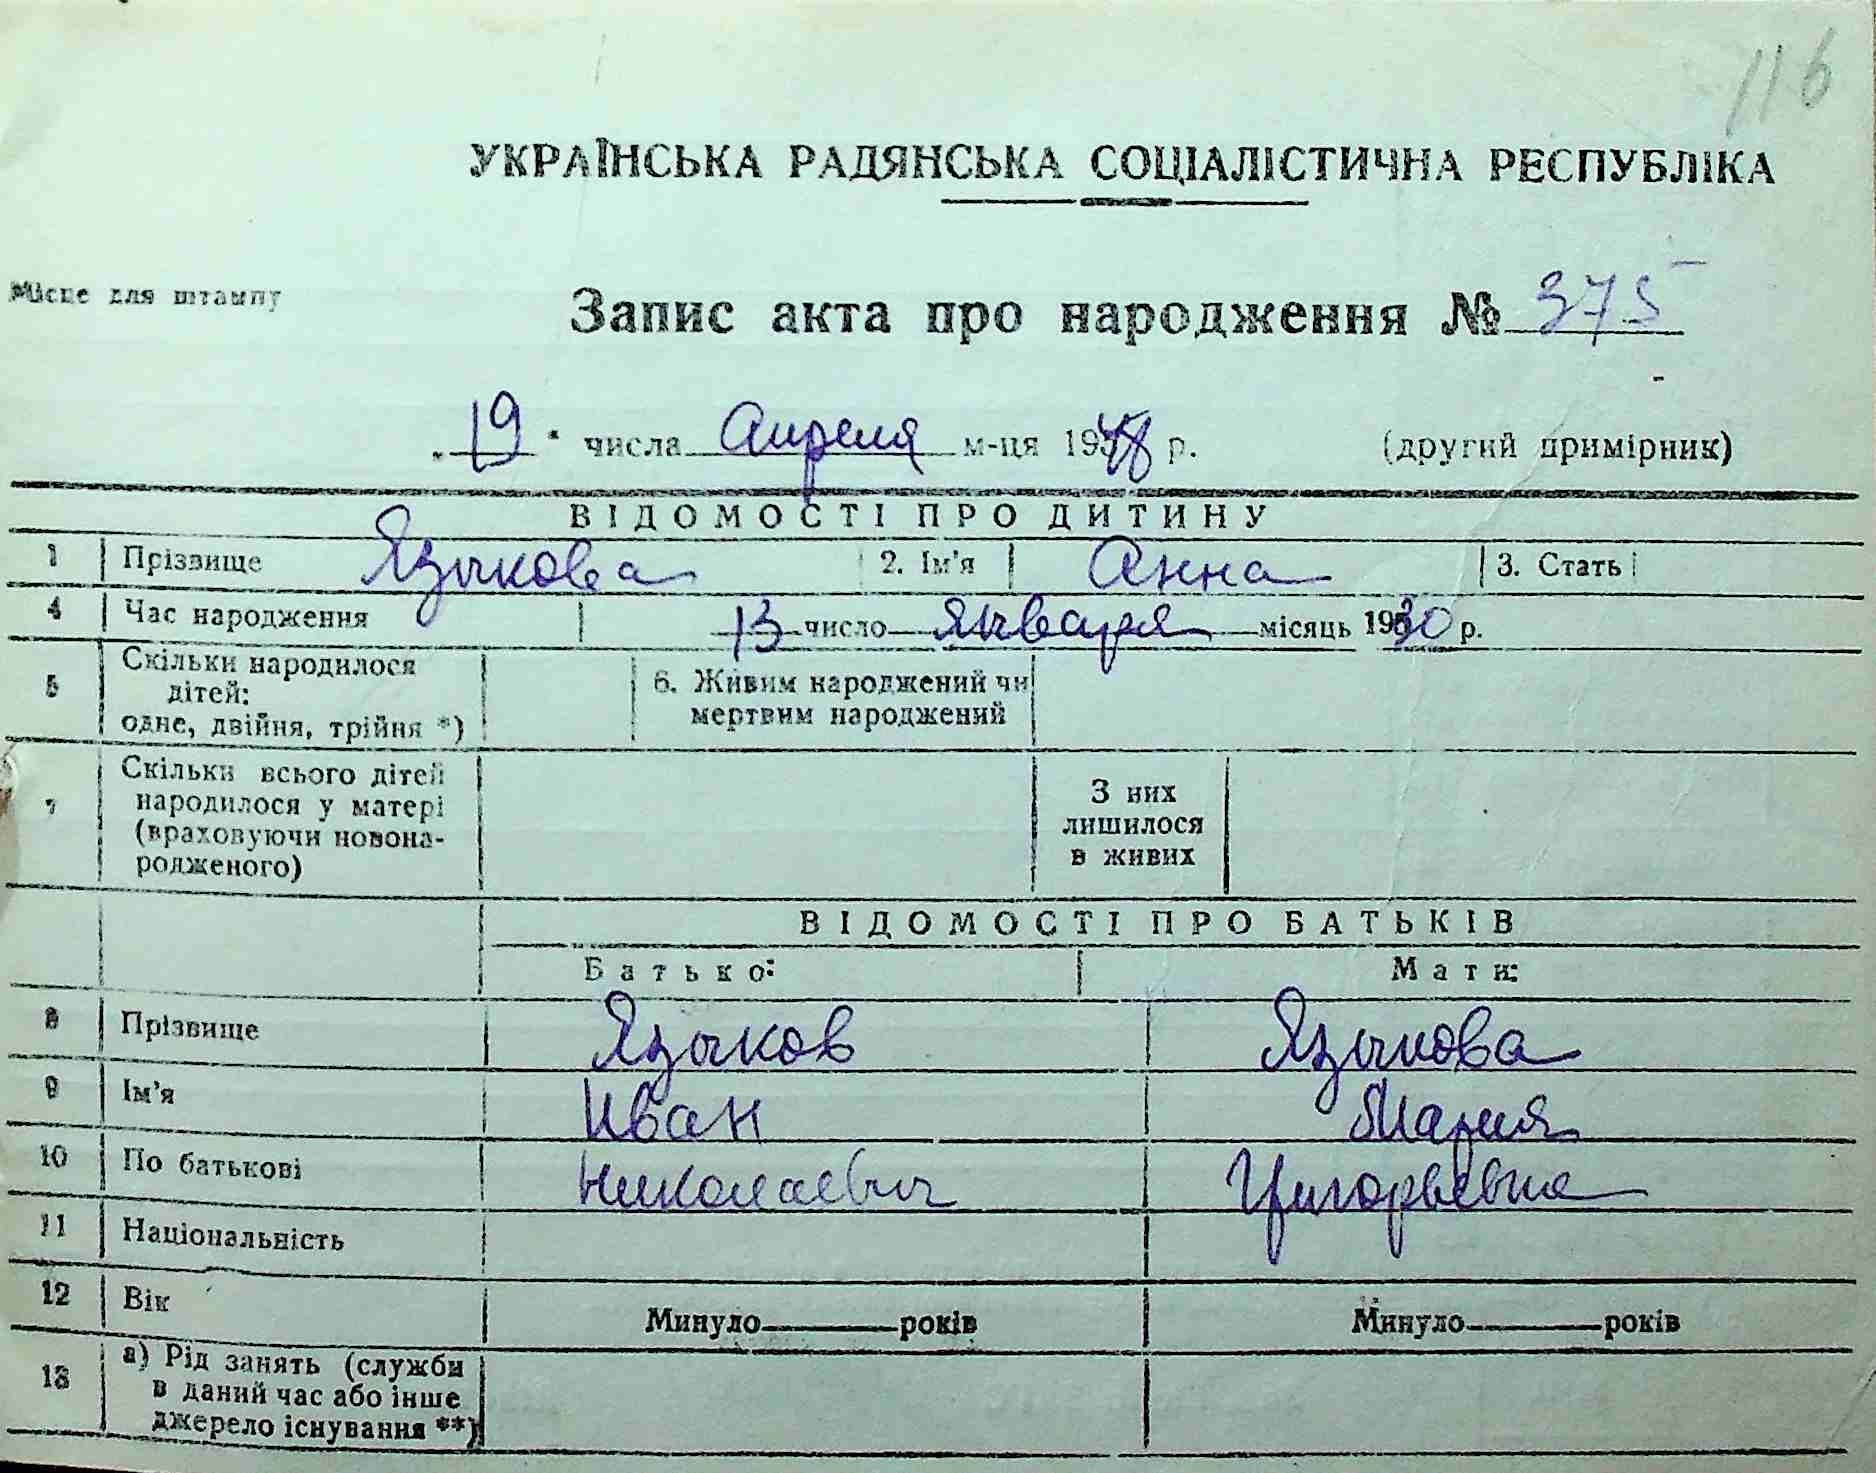 116
УКРАЇНСЬКА РАДЯНСЬКА СОЦІАЛІСТИЧНА РЕСПУБЛІКА
Місце для штампу
Запис акта про народження № 375
„19" числа Апреля м-ця 1948 р. (другий примірник)
ВІДОМОСТІ ПРО ДИТИНУ
1 Прізвище Языкова 2. Ім'я Анна 3. Стать
4 Час народження 13 число января місяць 1930 р.
5 Скільки народилося дітей: одне, двійня, трійня *) 6. Живим народжений чи мертвим народжений
7 Скільки всього дітей народилося у матері (враховуючи новонародженого) З них лишилося в живих
ВІДОМОСТІ ПРО БАТЬКІВ
Батько: Мати:
8 Прізвище Языков Языкова
9 Ім'я Иван Мария
10 По батькові Николаевич Григорьевна
11 Національність
12 Вік Минуло років Минуло років
13 а) Рід занять (служби в даний час або інше джерело існування **)